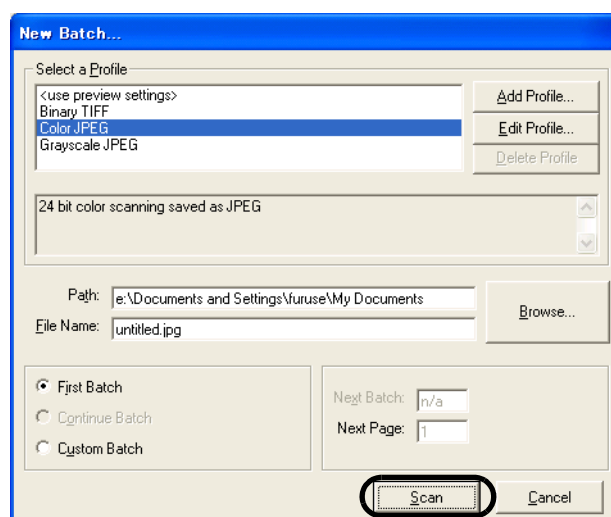 New Batch...
Select a Profile
<use preview settings>
Binary TIFF
Color JPEG
Grayscale JPEG
Add Profile...
Edit Profile...
Delete Profile
24 bit color scanning saved as JPEG
Path: e:\Documents and Settings\furuse\My Documents
File Name: untitled.jpg
Browse...
First Batch
Continue Batch
Custom Batch
Next Batch: n/a
Next Page: 1
Scan
Cancel